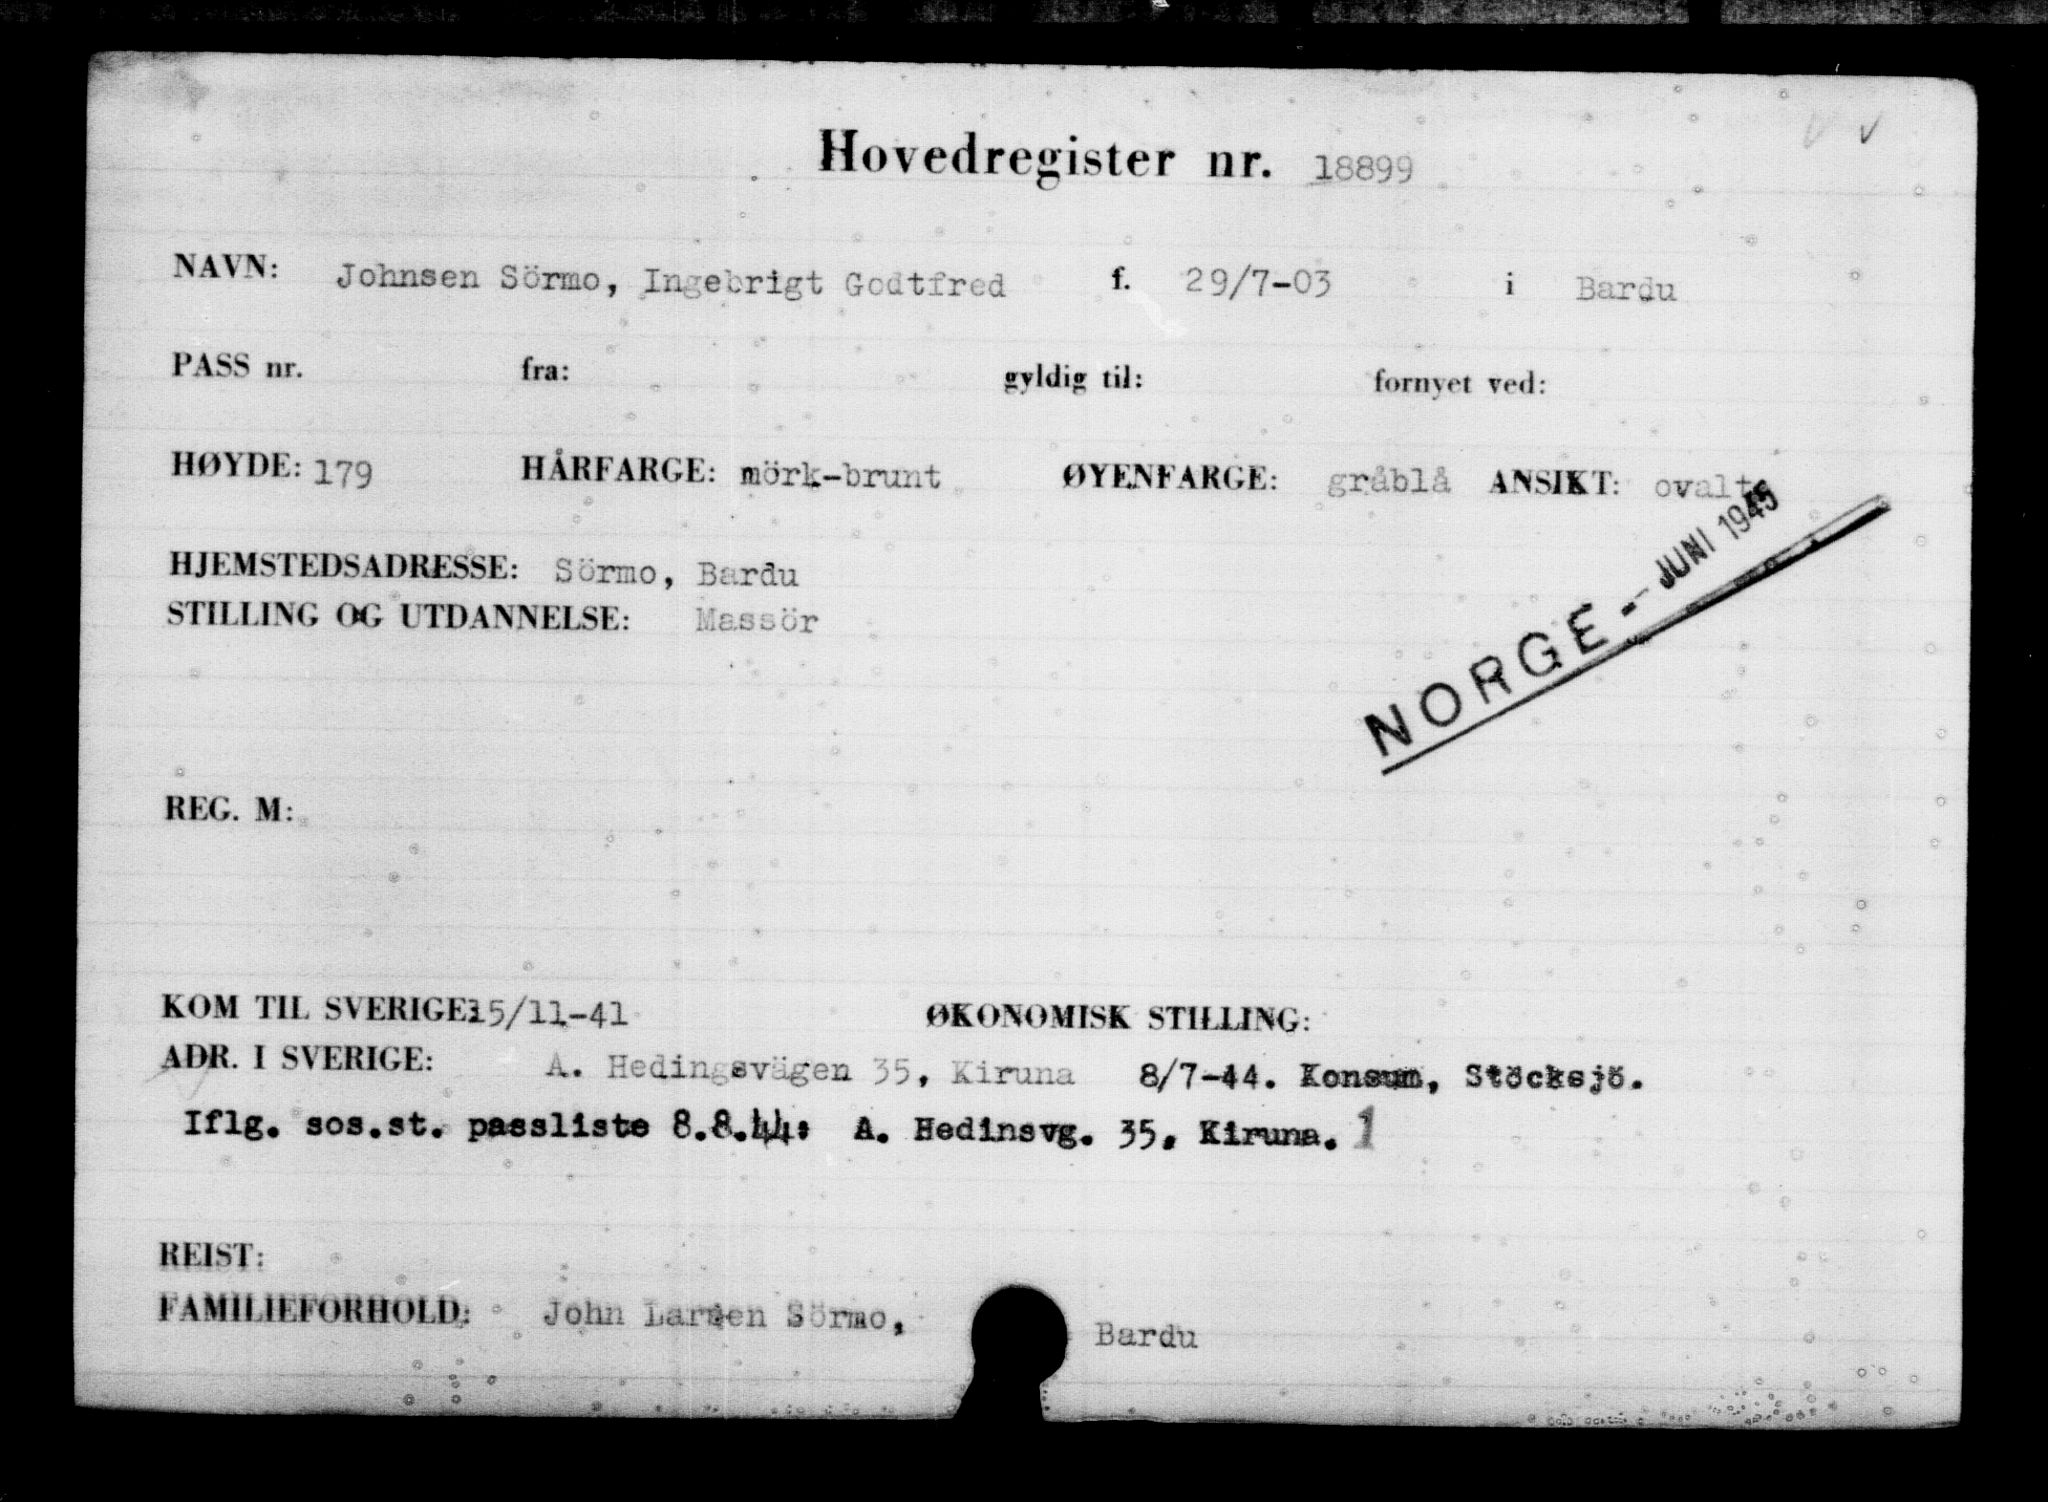 Hovedregister nr. 18899
NAVN: Johnsen Sörmo, Ingebrigt Godtfred f. 29/7-03 i Bardu
PASS nr. fra: gyldig til: fornyet ved:
HØYDE: 179 HÅRFARGE: mörk-brunt ØYENFARGE: gråblå ANSIKT: ovalt
HJEMSTEDSADRESSE: Sörmo, Bardu
STILLING OG UTDANNELSE: Massör
NORGE - JUNI 1945
REG. M:
KOM TIL SVERIGE: 15/11-41 ØKONOMISK STILLING:
ADR. I SVERIGE: A. Hedingsvägen 35, Kiruna 8/7-44. Konsum, Stöcksjö.
Iflg. sos.st. passliste 8.8.44: A. Hedinsvg. 35, Kiruna. 1
REIST:
FAMILIEFORHOLD: John Larsen Sörmo, Bardu